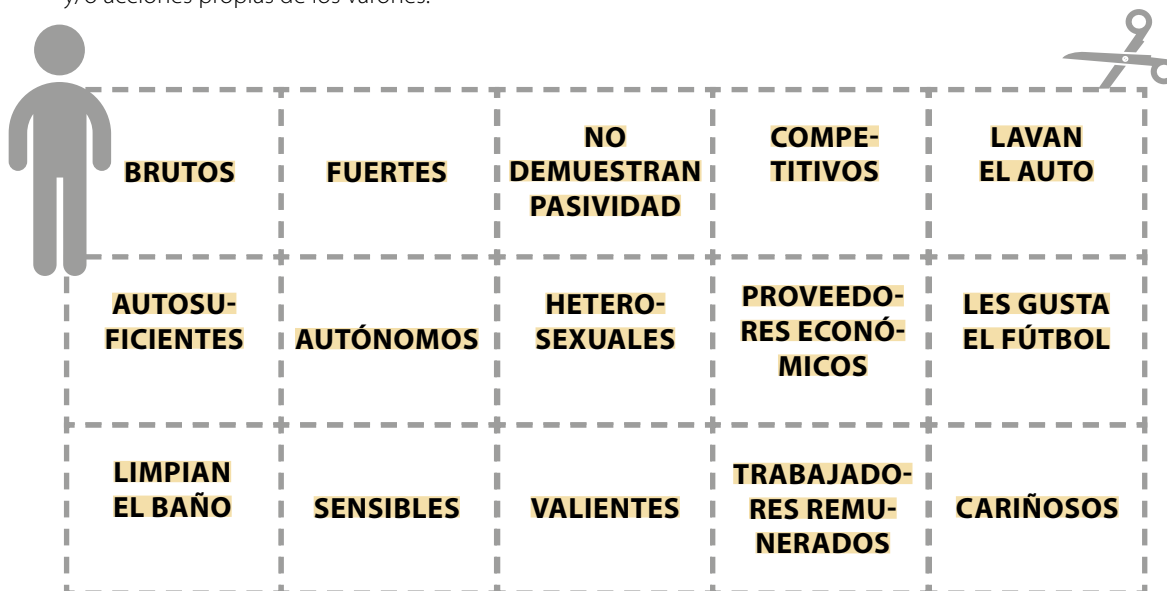 y/o acciones propias de los varones.
BRUTOS
FUERTES
NO
DEMUESTRAN
PASIVIDAD
COMPE-
TITIVOS
LAVAN
EL AUTO
AUTOSU-
FICIENTES
AUTÓNOMOS
HETERO-
SEXUALES
PROVEEDO-
RES ECONÓ-
MICOS
LES GUSTA
EL FÚTBOL
LIMPIAN
EL BAÑO
SENSIBLES
VALIENTES
TRABAJADO-
RES REMU-
NERADOS
CARIÑOSOS